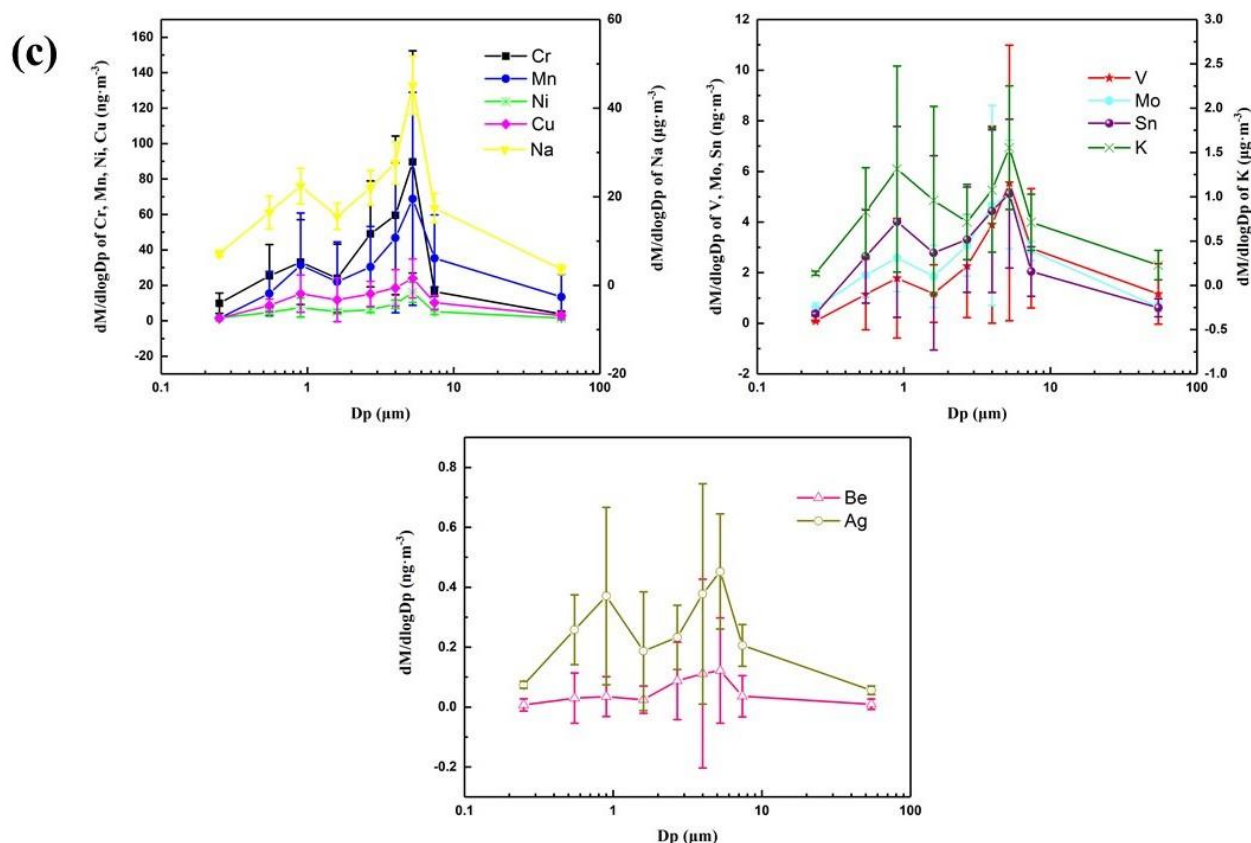 (c)
dM/dlogDp of Cr, Mn, Ni, Cu (ng·m⁻³)
160
140
120
100
80
60
40
20
0
-20
0.1
1
10
100
Dp (μm)
60
40
20
0
-20
dM/dlogDp of Na (μg·m⁻³)
Cr
Mn
Ni
Cu
Na
dM/dlogDp of V, Mo, Sn (ng·m⁻³)
12
10
8
6
4
2
0
-2
0.1
1
10
100
Dp (μm)
3.0
2.5
2.0
1.5
1.0
0.5
0.0
-0.5
-1.0
dM/dlogDp of K (μg·m⁻³)
V
Mo
Sn
K
dM/dlogDp (ng·m⁻³)
0.8
0.6
0.4
0.2
0.0
-0.2
0.1
1
10
100
Dp (μm)
Be
Ag